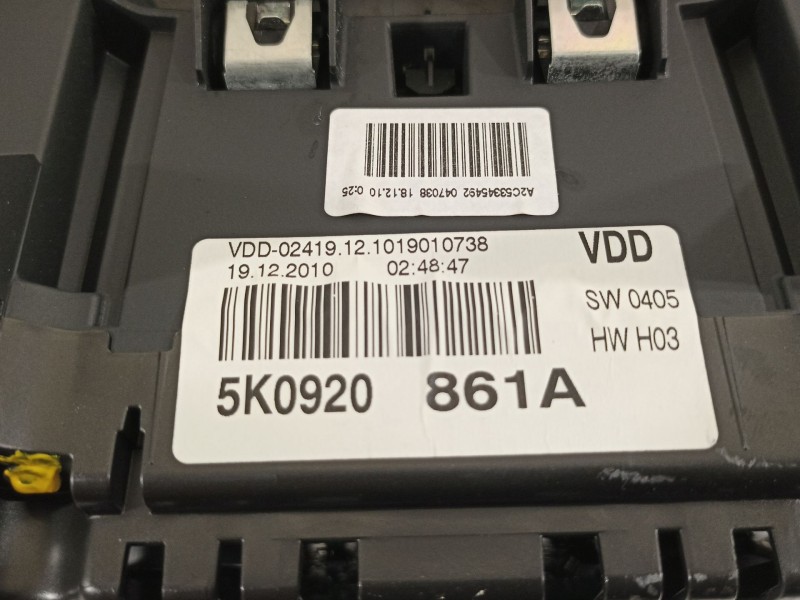 A2C53345492 047038 18.12.10 0:25
VDD-02419.12.1019010738
VDD
19.12.2010 02:48:47
SW 0405
HW H03
5K0920 861A